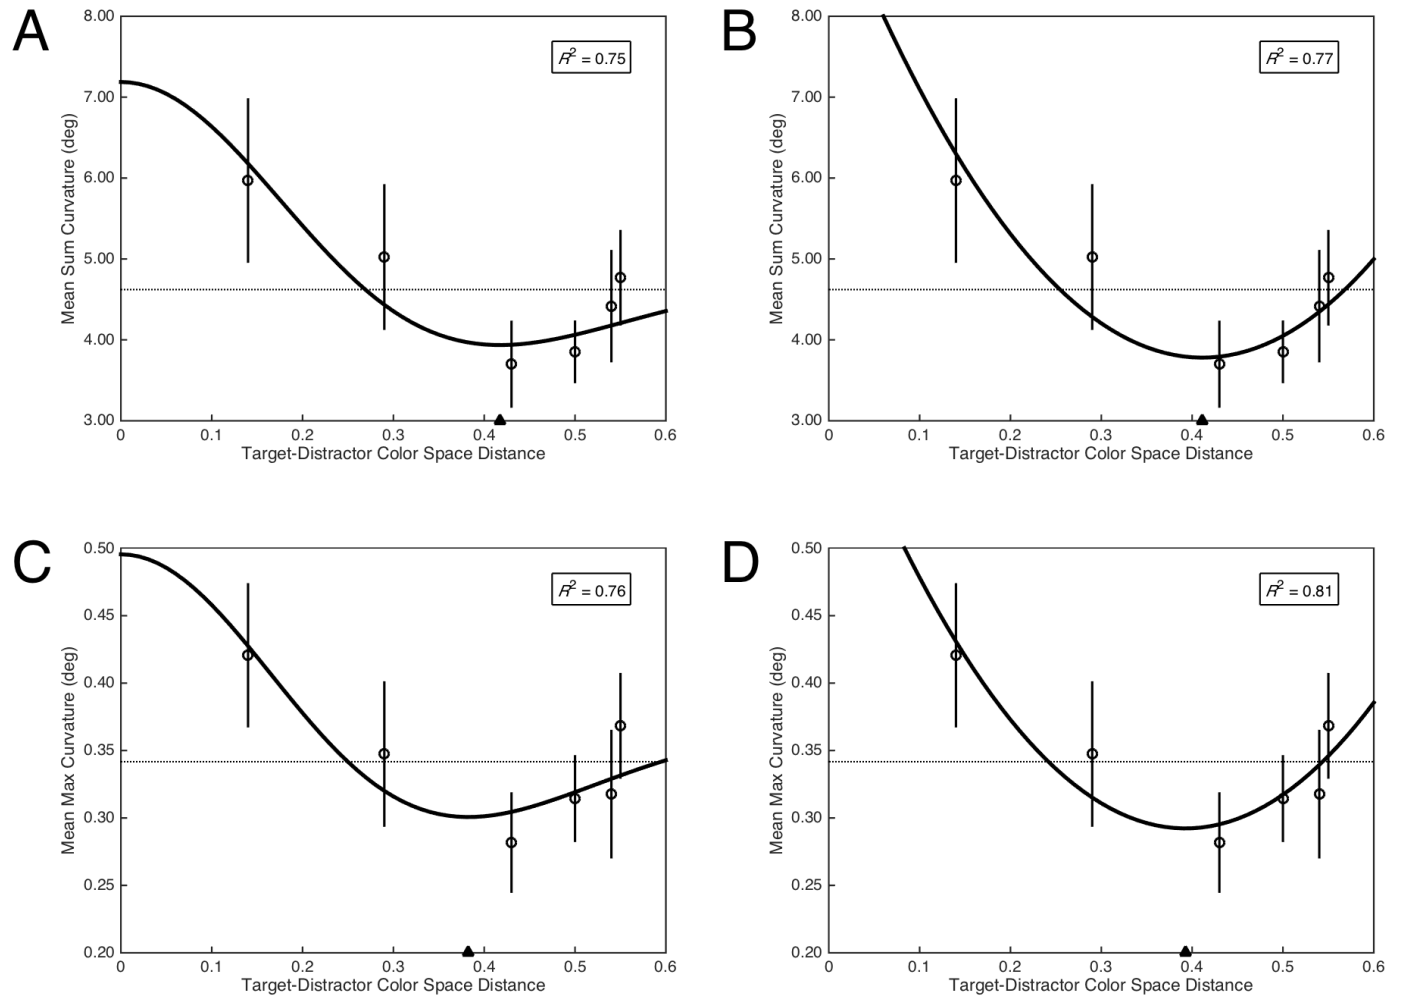 A
R² = 0.75
Mean Sum Curvature (deg)
8.00
7.00
6.00
5.00
4.00
3.00
0 0.1 0.2 0.3 0.4 0.5 0.6
Target-Distractor Color Space Distance
B
R² = 0.77
Mean Sum Curvature (deg)
8.00
7.00
6.00
5.00
4.00
3.00
0 0.1 0.2 0.3 0.4 0.5 0.6
Target-Distractor Color Space Distance
C
R² = 0.76
Mean Max Curvature (deg)
0.50
0.45
0.40
0.35
0.30
0.25
0.20
0 0.1 0.2 0.3 0.4 0.5 0.6
Target-Distractor Color Space Distance
D
R² = 0.81
Mean Max Curvature (deg)
0.50
0.45
0.40
0.35
0.30
0.25
0.20
0 0.1 0.2 0.3 0.4 0.5 0.6
Target-Distractor Color Space Distance